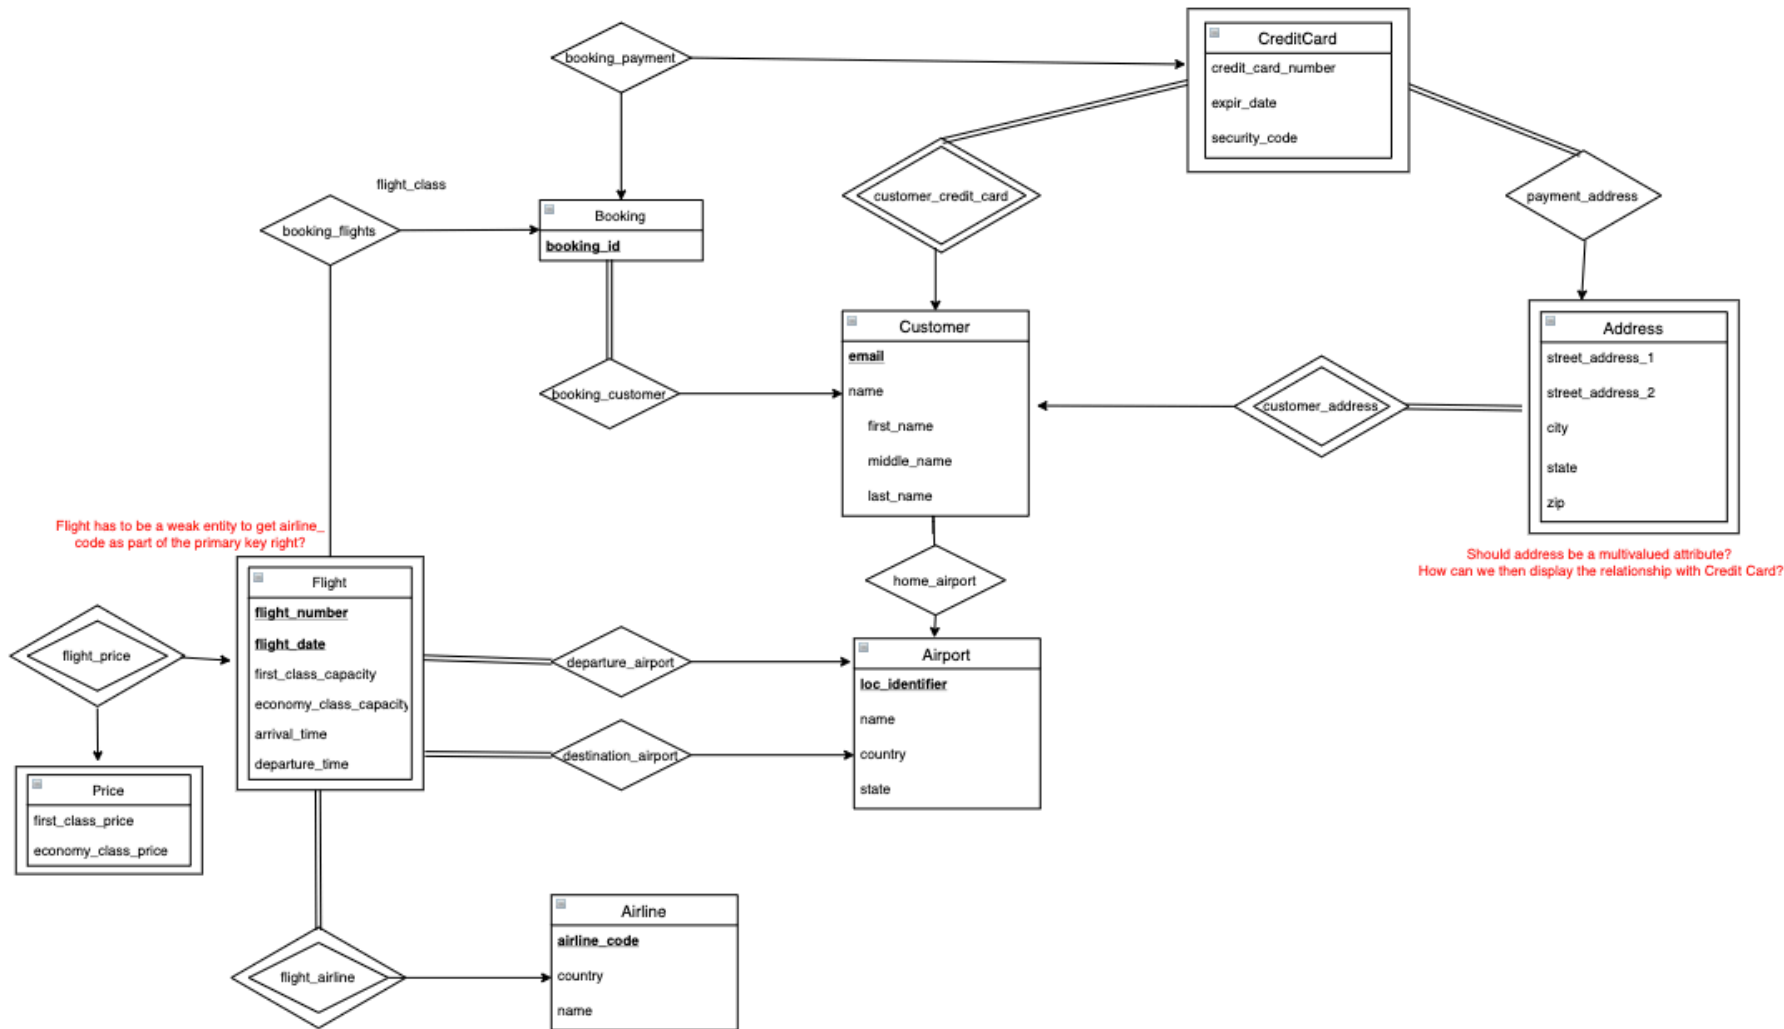 booking_payment
CreditCard
credit_card_number
expir_date
security_code
flight_class
booking_flights
Booking
booking_id
customer_credit_card
payment_address
booking_customer
Customer
email
name
first_name
middle_name
last_name
customer_address
Address
street_address_1
street_address_2
city
state
zip
Flight has to be a weak entity to get airline_
code as part of the primary key right?
Should address be a multivalued attribute?
How can we then display the relationship with Credit Card?
home_airport
flight_price
Flight
flight_number
flight_date
first_class_capacity
economy_class_capacity
arrival_time
departure_time
departure_airport
destination_airport
Airport
loc_identifier
name
country
state
Price
first_class_price
economy_class_price
flight_airline
Airline
airline_code
country
name